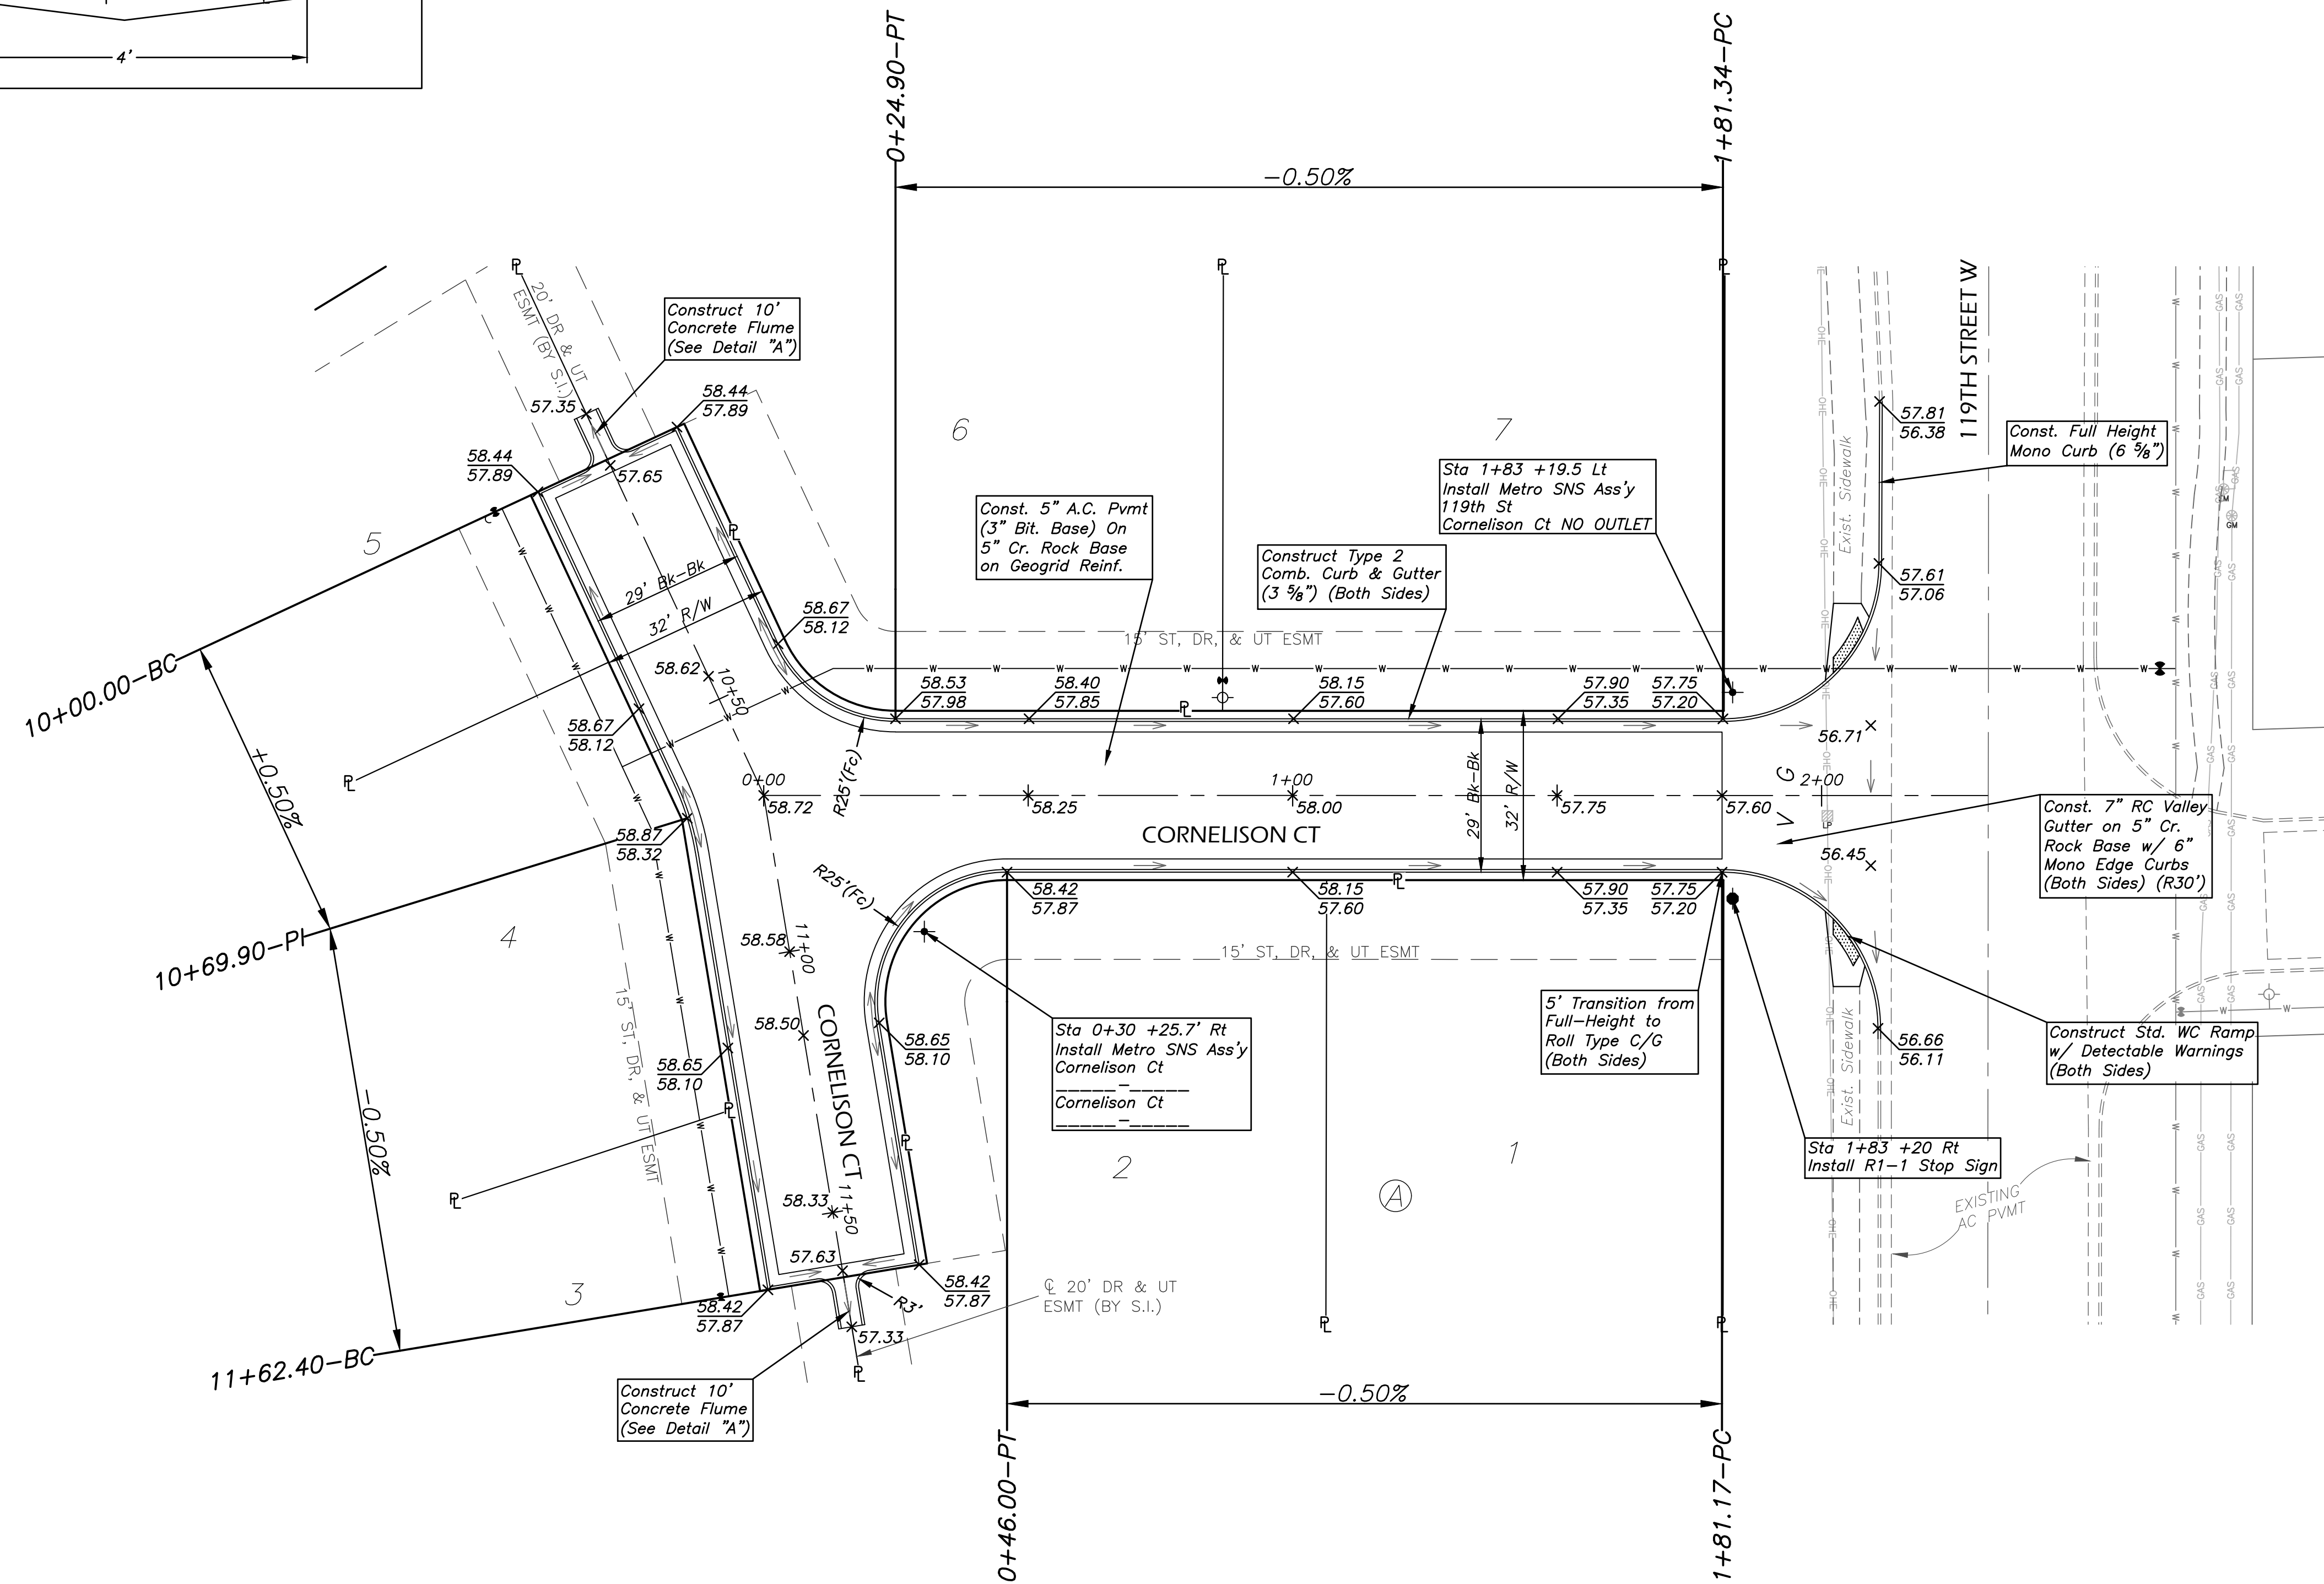 4'
0+24.90-PT
1+81.34-PC
-0.50%
119TH STREET W
20' DR & UT
ESMT (BY S.I.)
Construct 10'
Concrete Flume
(See Detail "A")
58.44
57.89
57.35
58.44
57.89
57.65
5
6
7
57.81
56.38
Const. Full Height
Mono Curb (6 5/8")
Exist. Sidewalk
Sta 1+83 +19.5 Lt
Install Metro SNS Ass'y
119th St
Cornelison Ct NO OUTLET
Const. 5" A.C. Pvmt
(3" Bit. Base) On
5" Cr. Rock Base
on Geogrid Reinf.
Construct Type 2
Comb. Curb & Gutter
(3 5/8") (Both Sides)
29' Bk-Bk
32' R/W
57.61
57.06
58.67
58.12
15' ST, DR, & UT ESMT
10+00.00-BC
58.62
10+50
58.67
58.12
58.53
57.98
58.40
57.85
58.15
57.60
57.90
57.35
57.75
57.20
56.71
+0.50%
R25'(Fc)
0+00
58.72
58.25
1+00
58.00
57.75
57.60
2+00
V G
LP
LM
GM
29' Bk-Bk
32' R/W
CORNELISON CT
58.87
58.32
56.45
Const. 7" RC Valley
Gutter on 5" Cr.
Rock Base w/ 6"
Mono Edge Curbs
(Both Sides) (R30')
R25'(Fc)
58.42
57.87
58.15
57.60
57.90
57.35
57.75
57.20
4
10+69.90-PI
58.58
11+00
15' ST, DR, & UT ESMT
15' ST, DR, & UT ESMT
58.50
CORNELISON CT
58.65
58.10
58.65
58.10
Sta 0+30 +25.7' Rt
Install Metro SNS Ass'y
Cornelison Ct
_____-_____
Cornelison Ct
_____-_____
5' Transition from
Full-Height to
Roll Type C/G
(Both Sides)
56.66
56.11
Construct Std. WC Ramp
w/ Detectable Warnings
(Both Sides)
Exist. Sidewalk
-0.50%
2
1
A
Sta 1+83 +20 Rt
Install R1-1 Stop Sign
EXISTING
AC PVMT
58.33
11+50
57.63
3
58.42
57.87
58.42
57.87
R3'
57.33
℄ 20' DR & UT
ESMT (BY S.I.)
11+62.40-BC
Construct 10'
Concrete Flume
(See Detail "A")
-0.50%
0+46.00-PT
1+81.17-PC